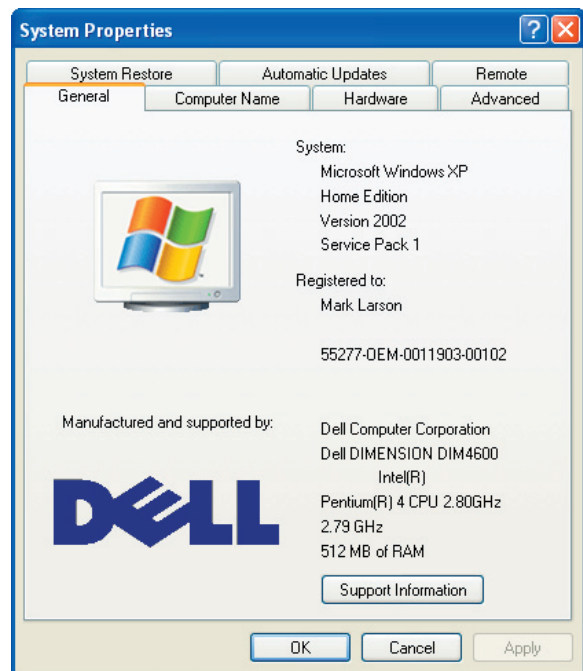 System Properties
System Restore
Automatic Updates
Remote
General
Computer Name
Hardware
Advanced
System:
Microsoft Windows XP
Home Edition
Version 2002
Service Pack 1
Registered to:
Mark Larson
55277-OEM-0011903-00102
Manufactured and supported by:
DELL
Dell Computer Corporation
Dell DIMENSION DIM4600
Intel(R)
Pentium(R) 4 CPU 2.80GHz
2.79 GHz
512 MB of RAM
Support Information
OK
Cancel
Apply